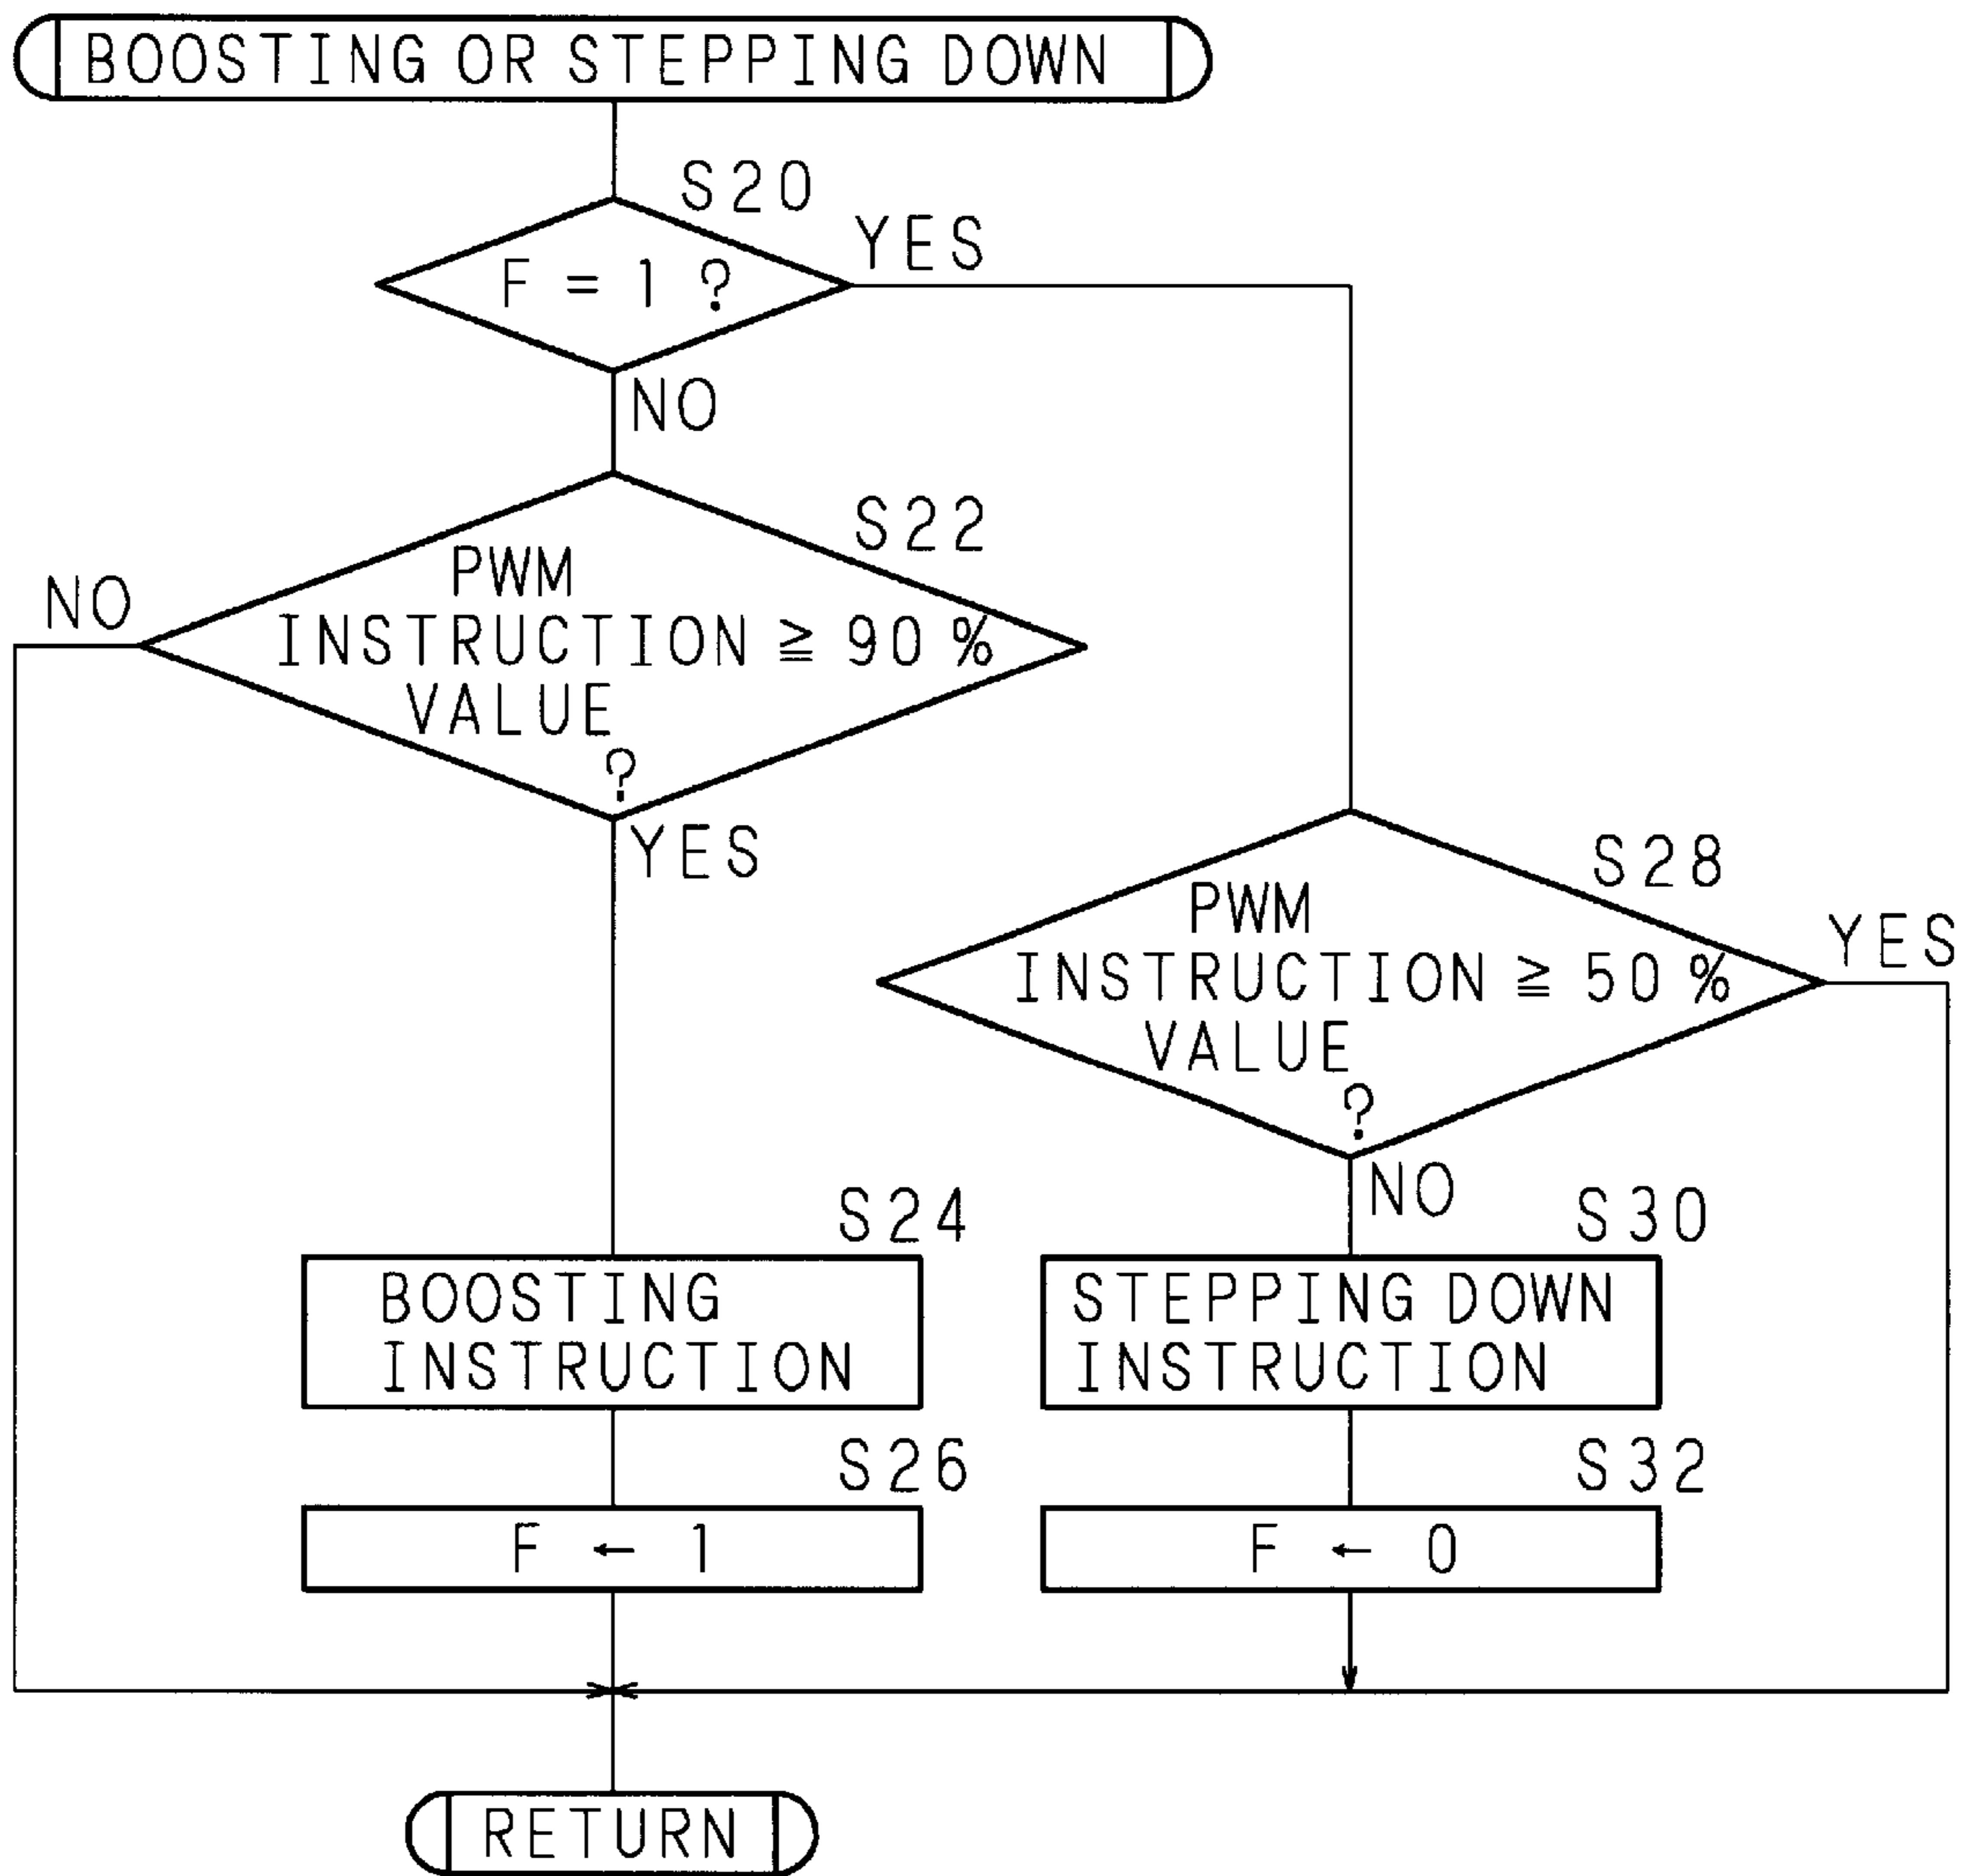 BOOSTING OR STEPPING DOWN
S20
F = 1 ?
YES
NO
S22
PWM
INSTRUCTION ≧ 90 %
VALUE
?
NO
YES
S28
PWM
INSTRUCTION ≧ 50 %
VALUE
?
YES
NO
S24
BOOSTING
INSTRUCTION
S30
STEPPING DOWN
INSTRUCTION
S26
F ← 1
S32
F ← 0
RETURN